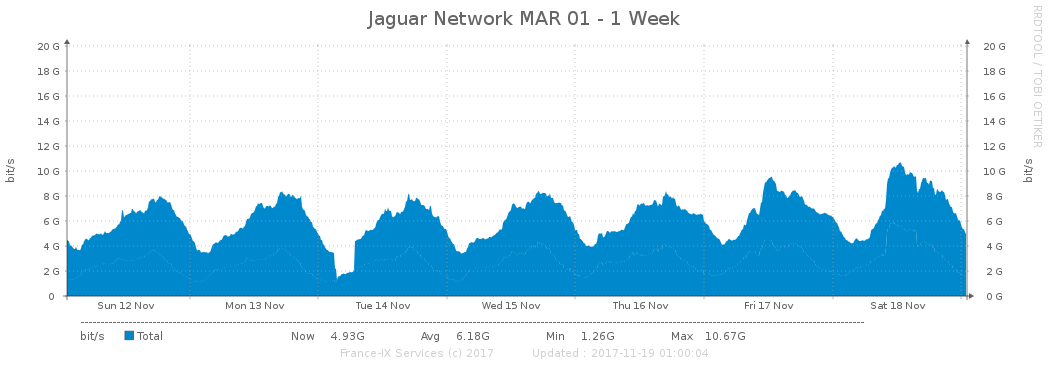 Jaguar Network MAR 01 - 1 Week
RRDTOOL / TOBI OETIKER
bit/s
20 G 20 G
18 G 18 G
16 G 16 G
14 G 14 G
12 G 12 G
10 G 10 G
8 G 8 G
6 G 6 G
4 G 4 G
2 G 2 G
0 0 G
bit/s
Sun 12 Nov Mon 13 Nov Tue 14 Nov Wed 15 Nov Thu 16 Nov Fri 17 Nov Sat 18 Nov
bit/s Total Now 4.93G Avg 6.18G Min 1.26G Max 10.67G
France-IX Services (c) 2017 Updated : 2017-11-19 01:00:04